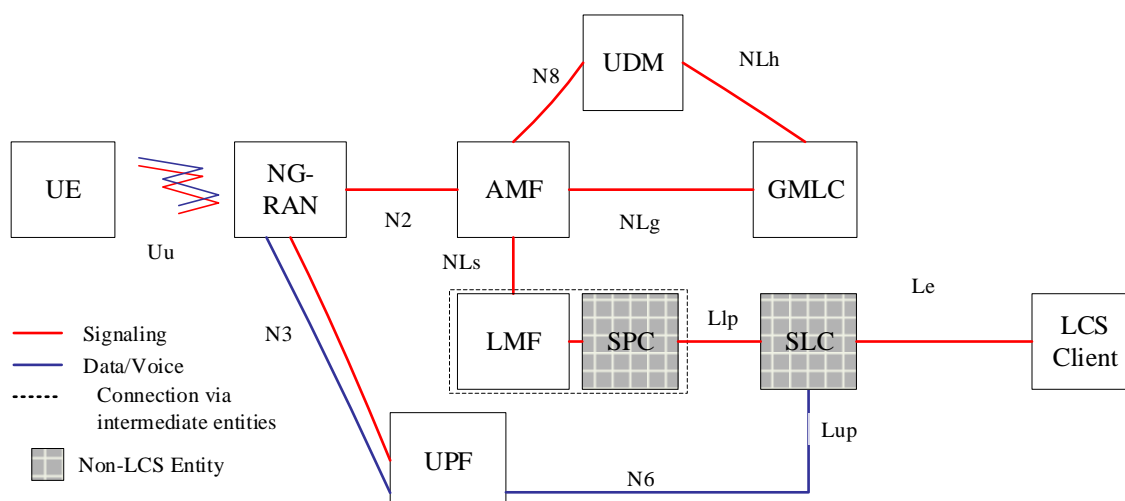 UDM
NLh
N8
UE
NG-
RAN
AMF
GMLC
N2
NLg
Uu
NLs
Le
N3
LMF
SPC
Llp
SLC
LCS
Client
Signaling
Data/Voice
Connection via
intermediate entities
Non-LCS Entity
UPF
Lup
N6